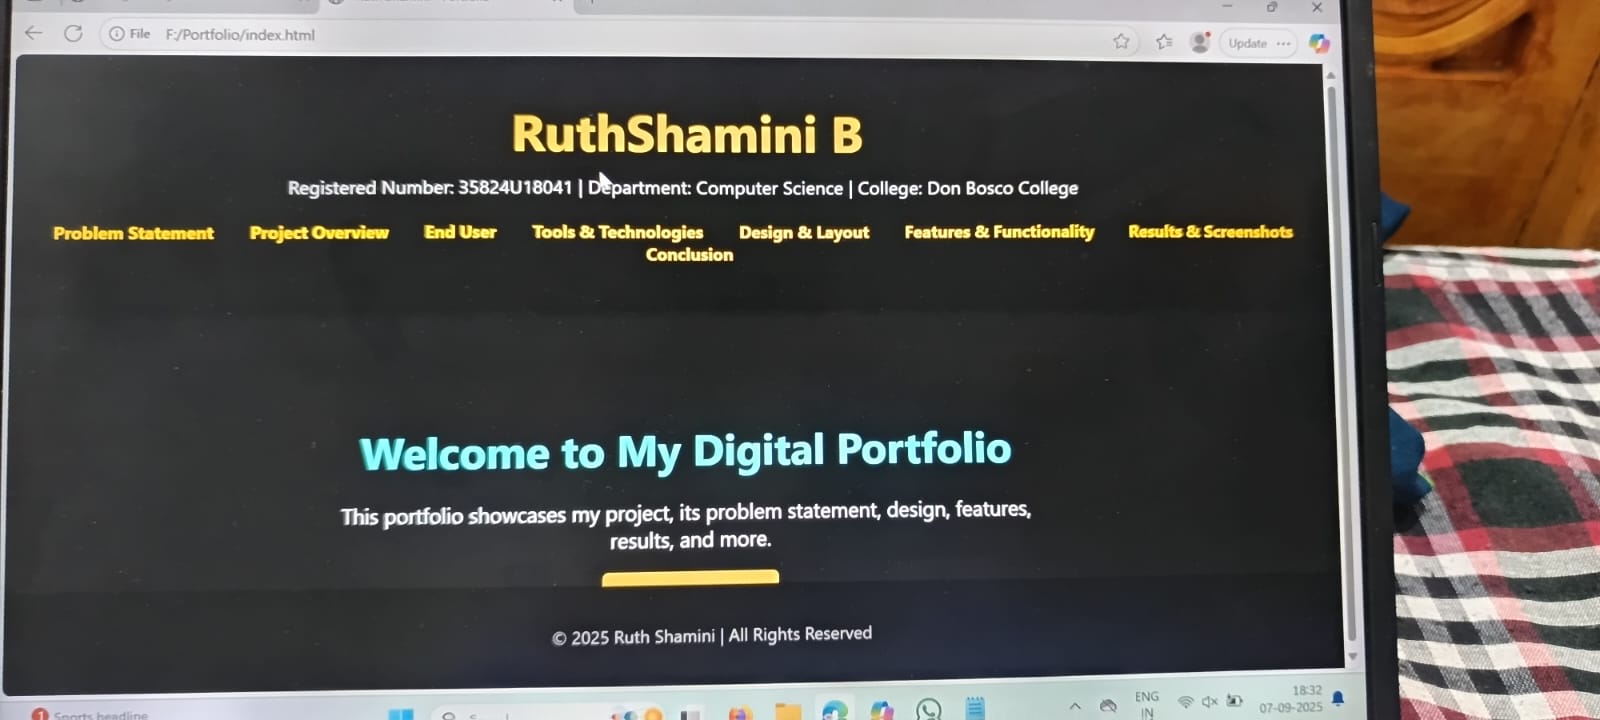 File F:/Portfolio/index.html
Update
RuthShamini B
Registered Number: 35824U18041 | Department: Computer Science | College: Don Bosco College
Problem Statement Project Overview End User Tools & Technologies Design & Layout Features & Functionality Results & Screenshots
Conclusion
Welcome to My Digital Portfolio
This portfolio showcases my project, its problem statement, design, features,
results, and more.
© 2025 Ruth Shamini | All Rights Reserved
1 Sports headline
ENG
IN
18:32
07-09-2025